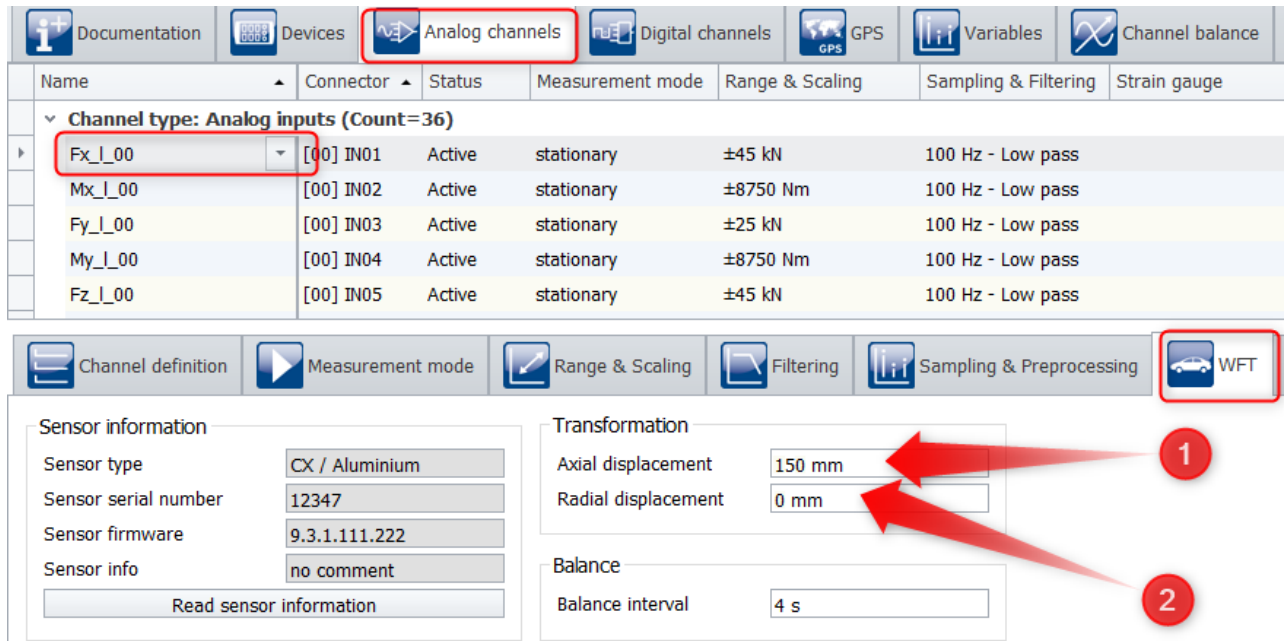 Documentation Devices Analog channels Digital channels GPS GPS Variables Channel balance
Name Connector Status Measurement mode Range & Scaling Sampling & Filtering Strain gauge
Channel type: Analog inputs (Count=36)
Fx_l_00 [00] IN01 Active stationary ±45 kN 100 Hz - Low pass
Mx_l_00 [00] IN02 Active stationary ±8750 Nm 100 Hz - Low pass
Fy_l_00 [00] IN03 Active stationary ±25 kN 100 Hz - Low pass
My_l_00 [00] IN04 Active stationary ±8750 Nm 100 Hz - Low pass
Fz_l_00 [00] IN05 Active stationary ±45 kN 100 Hz - Low pass
Channel definition Measurement mode Range & Scaling Filtering Sampling & Preprocessing WFT
Sensor information
Sensor type CX / Aluminium
Sensor serial number 12347
Sensor firmware 9.3.1.111.222
Sensor info no comment
Read sensor information
Transformation
Axial displacement 150 mm
Radial displacement 0 mm
1
Balance
Balance interval 4 s
2